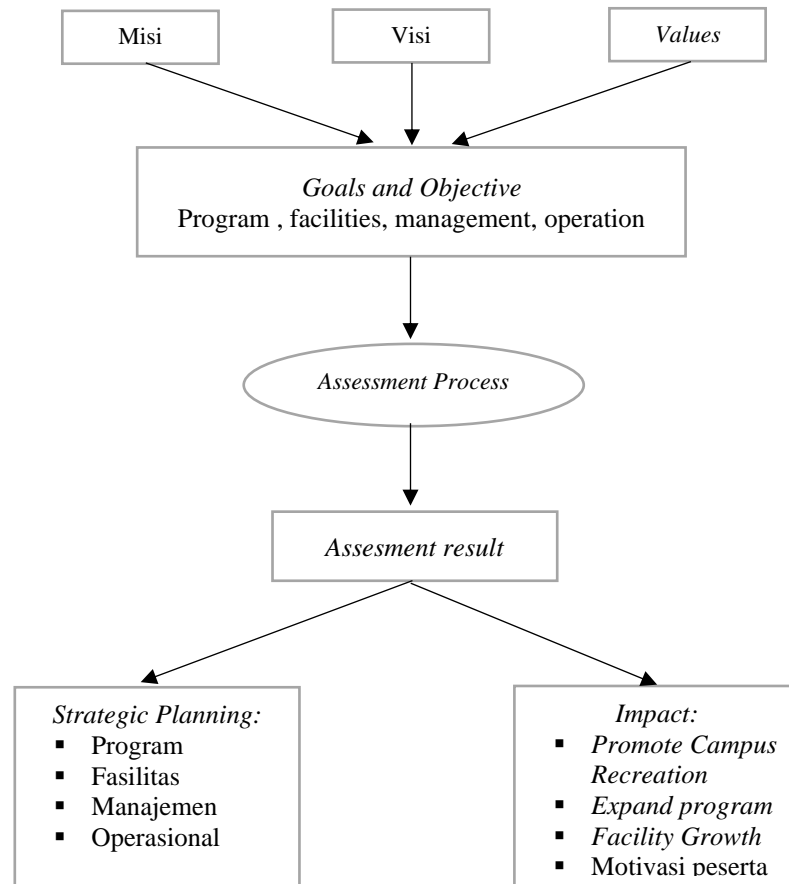 Misi
Visi
Values
Goals and Objective
Program , facilities, management, operation
Assessment Process
Assesment result
Strategic Planning:
▪ Program
▪ Fasilitas
▪ Manajemen
▪ Operasional
Impact:
▪ Promote Campus
Recreation
▪ Expand program
▪ Facility Growth
▪ Motivasi peserta